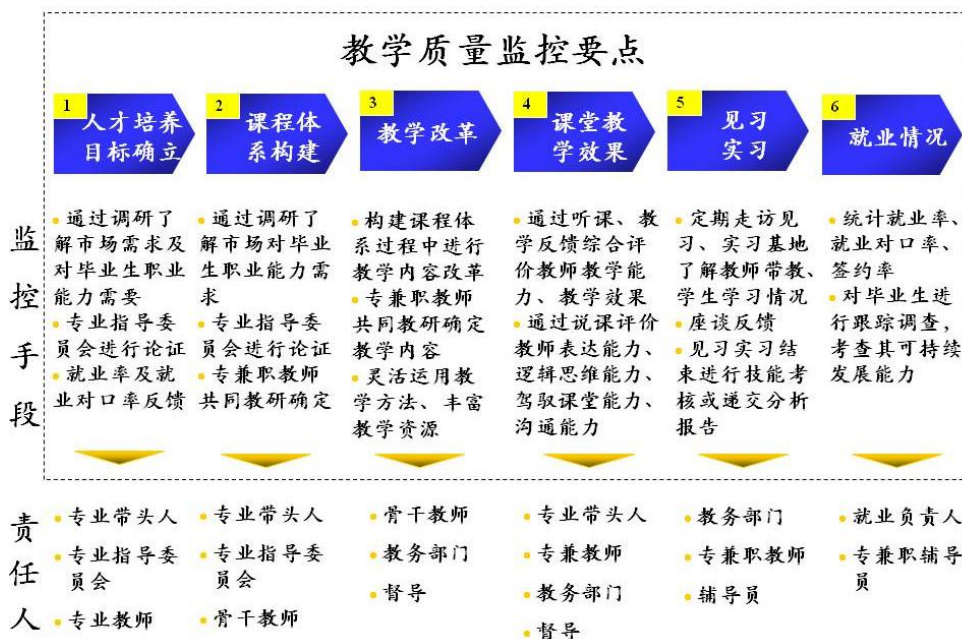 教学质量监控要点
1
人才培养
目标确立
2
课程体
系构建
3
教学改革
4
课堂教
学效果
5
见习
实习
6
就业情况
监控手段
通过调研了
解市场需求及
对毕业生职业
能力需要
专业指导委
员会进行论证
就业率及就
业对口率反馈
通过调研了
解市场对毕业
生职业能力需
求
专业指导委
员会进行论证
专兼职教师
共同教研确定
构建课程体
系过程中进行
教学内容改革
专兼职教师
共同教研确定
教学内容
灵活运用教
学方法、丰富
教学资源
通过听课、教
学反馈综合评
价教师教学能
力、教学效果
通过说课评价
教师表达能力、
逻辑思维能力、
驾驭课堂能力、
沟通能力
定期走访见
习、实习基地
了解教师带教、
学生学习情况
座谈反馈
见习实习结
束进行技能考
核或递交分析
报告
统计就业率、
就业对口率、
签约率
对毕业生进
行跟踪调查，
考查其可持续
发展能力
责任人
专业带头人
专业指导委
员会
专业教师
专业带头人
专业指导委
员会
骨干教师
骨干教师
教务部门
督导
专业带头人
专兼教师
教务部门
督导
教务部门
专兼职教师
辅导员
就业负责人
专兼职辅导
员